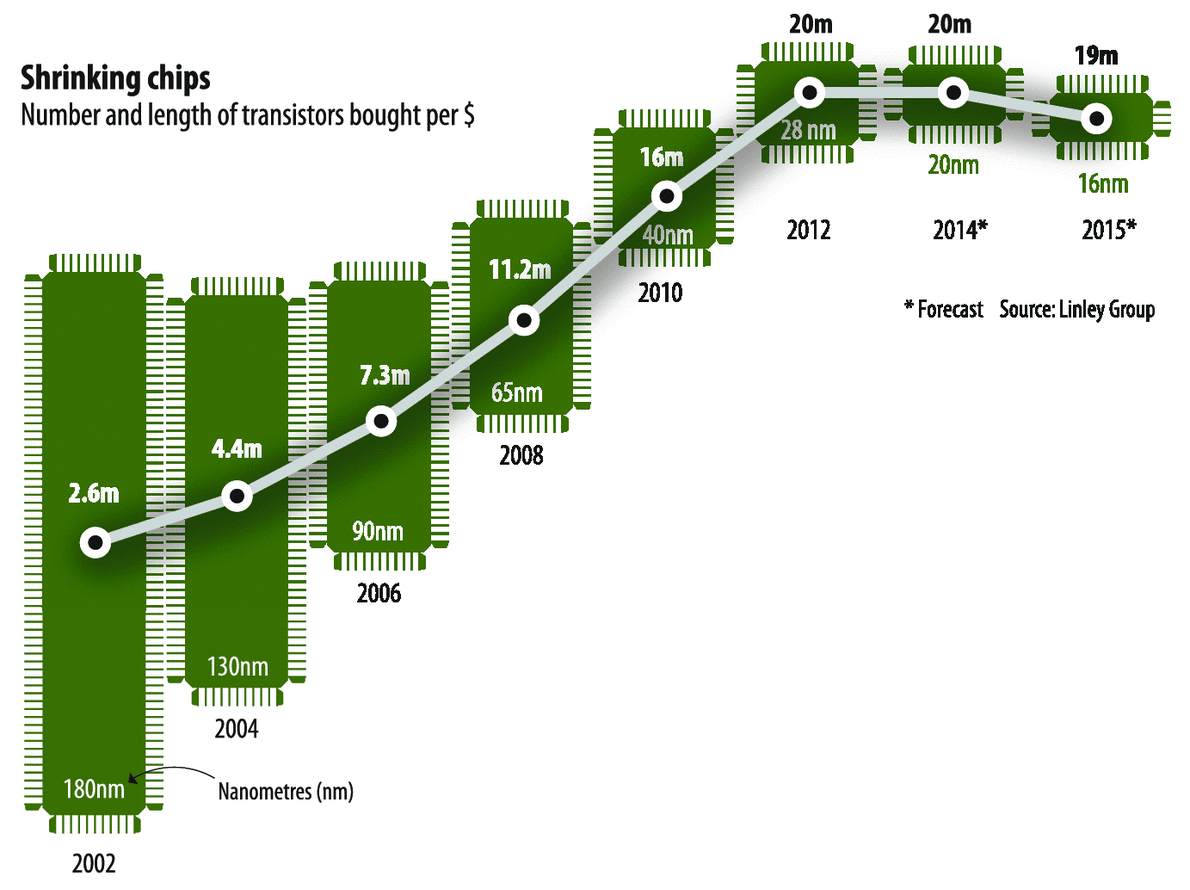 Shrinking chips
Number and length of transistors bought per $
2.6m
180nm
2002
4.4m
130nm
2004
7.3m
90nm
2006
11.2m
65nm
2008
16m
40nm
2010
20m
28 nm
2012
20m
20nm
2014*
19m
16nm
2015*
Nanometres (nm)
* Forecast Source: Linley Group